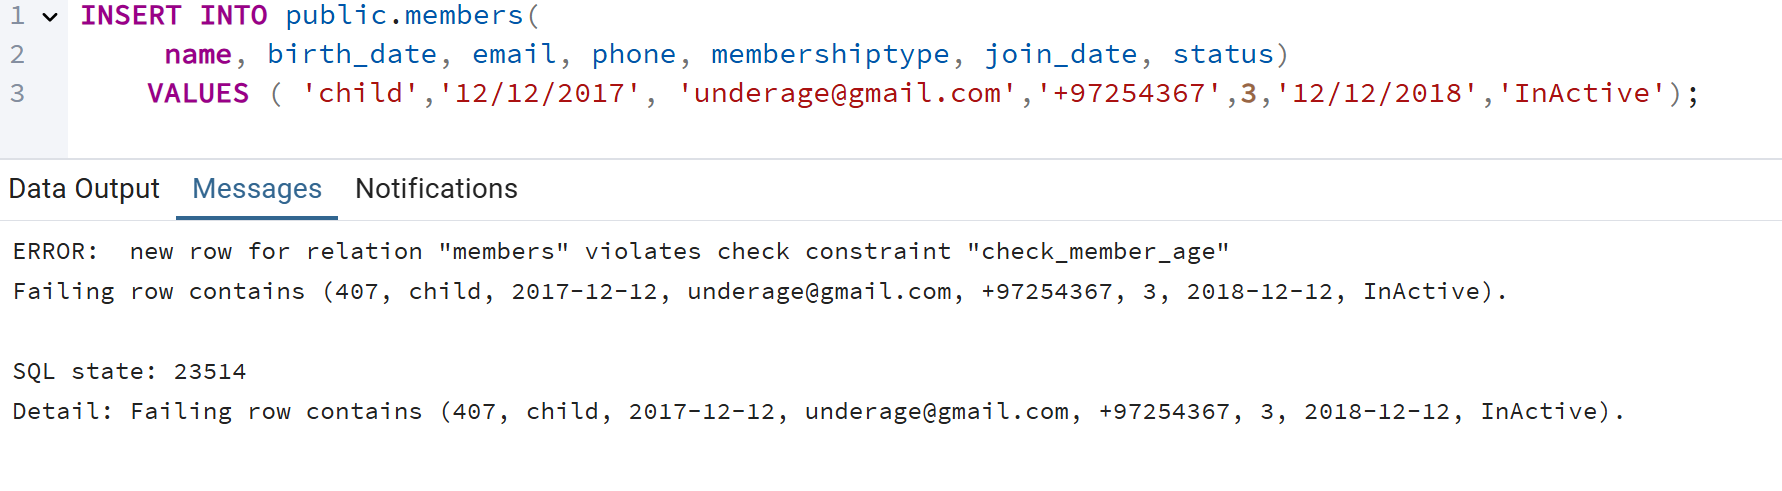 1 INSERT INTO public.members(
2 name, birth_date, email, phone, membershiptype, join_date, status)
3 VALUES ( 'child','12/12/2017', 'underage@gmail.com','+97254367',3,'12/12/2018','InActive');
Data Output Messages Notifications
ERROR:  new row for relation "members" violates check constraint "check_member_age"
Failing row contains (407, child, 2017-12-12, underage@gmail.com, +97254367, 3, 2018-12-12, InActive).
SQL state: 23514
Detail: Failing row contains (407, child, 2017-12-12, underage@gmail.com, +97254367, 3, 2018-12-12, InActive).